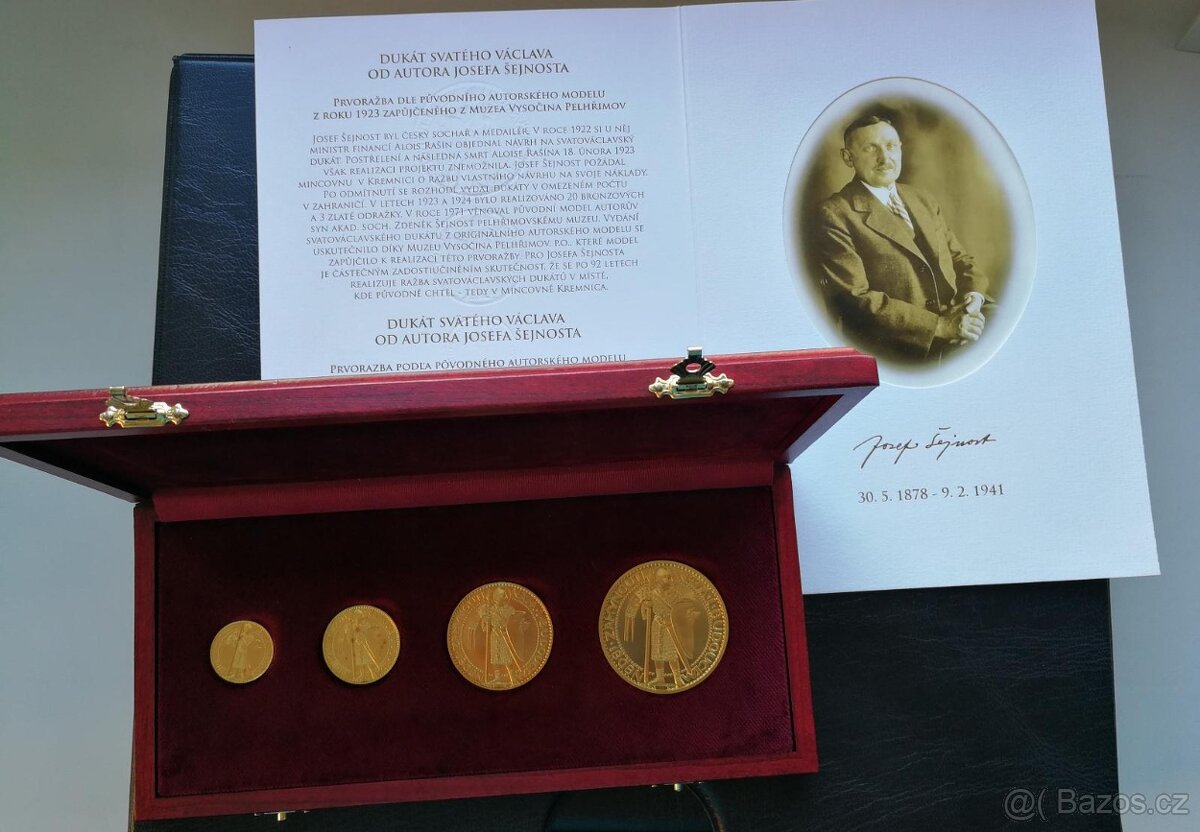 DUKÁT SVATÉHO VÁCLAVA
OD AUTORA JOSEFA ŠEJNOSTA
PRVORAŽBA DLE PŮVODNÍHO AUTORSKÉHO MODELU
Z ROKU 1923 ZAPŮJČENÉHO Z MUZEA VYSOČINA PELHŘIMOV
JOSEF ŠEJNOST BYL ČESKÝ SOCHAŘ A MEDAILÉR. V ROCE 1922 SI U NĚJ
MINISTR FINANCÍ ALOIS RAŠÍN OBJEDNAL NÁVRH NA SVATOVÁCLAVSKÝ
DUKÁT. POSTŘELENÍ A NÁSLEDNÁ SMRT ALOISE RAŠÍNA 18. ÚNORA 1923
VŠAK REALIZACI PROJEKTU ZNEMOŽNILA. JOSEF ŠEJNOST POŽÁDAL
MINCOVNU V KREMNICI O RAŽBU VLASTNÍHO NÁVRHU NA SVOJE NÁKLADY.
PO ODMÍTNUTÍ SE ROZHODL VYDAT DUKÁTY V OMEZENÉM POČTU
V ZAHRANIČÍ. V LETECH 1923 A 1924 BYLO REALIZOVÁNO 20 BRONZOVÝCH
A 3 ZLATÉ ODRAŽKY. V ROCE 1971 VĚNOVAL PŮVODNÍ MODEL AUTORŮV
SYN AKAD. SOCH. ZDENĚK ŠEJNOST PELHŘIMOVSKÉMU MUZEU. VYDÁNÍ
SVATOVÁCLAVSKÉHO DUKÁTU Z ORIGINÁLNÍHO AUTORSKÉHO MODELU SE
USKUTEČNILO DÍKY MUZEU VYSOČINA PELHŘIMOV, P.O., KTERÉ MODEL
ZAPŮJČILO K REALIZACI TÉTO PRVORAŽBY. PRO JOSEFA ŠEJNOSTA
JE ČÁSTEČNÝM ZADOSTIUČINĚNÍM SKUTEČNOST, ŽE SE PO 92 LETECH
REALIZUJE RAŽBA SVATOVÁCLAVSKÝCH DUKÁTŮ V MÍSTĚ,
KDE PŮVODNĚ CHTĚL - TEDY V MINCOVNĚ KREMNICA.
DUKÁT SVÄTÉHO VÁCLAVA
OD AUTORA JOSEFA ŠEJNOSTA
PRVORAZBA PODĽA PÔVODNÉHO AUTORSKÉHO MODELU
Josef Šejnost
30. 5. 1878 - 9. 2. 1941
@( Bazos.cz